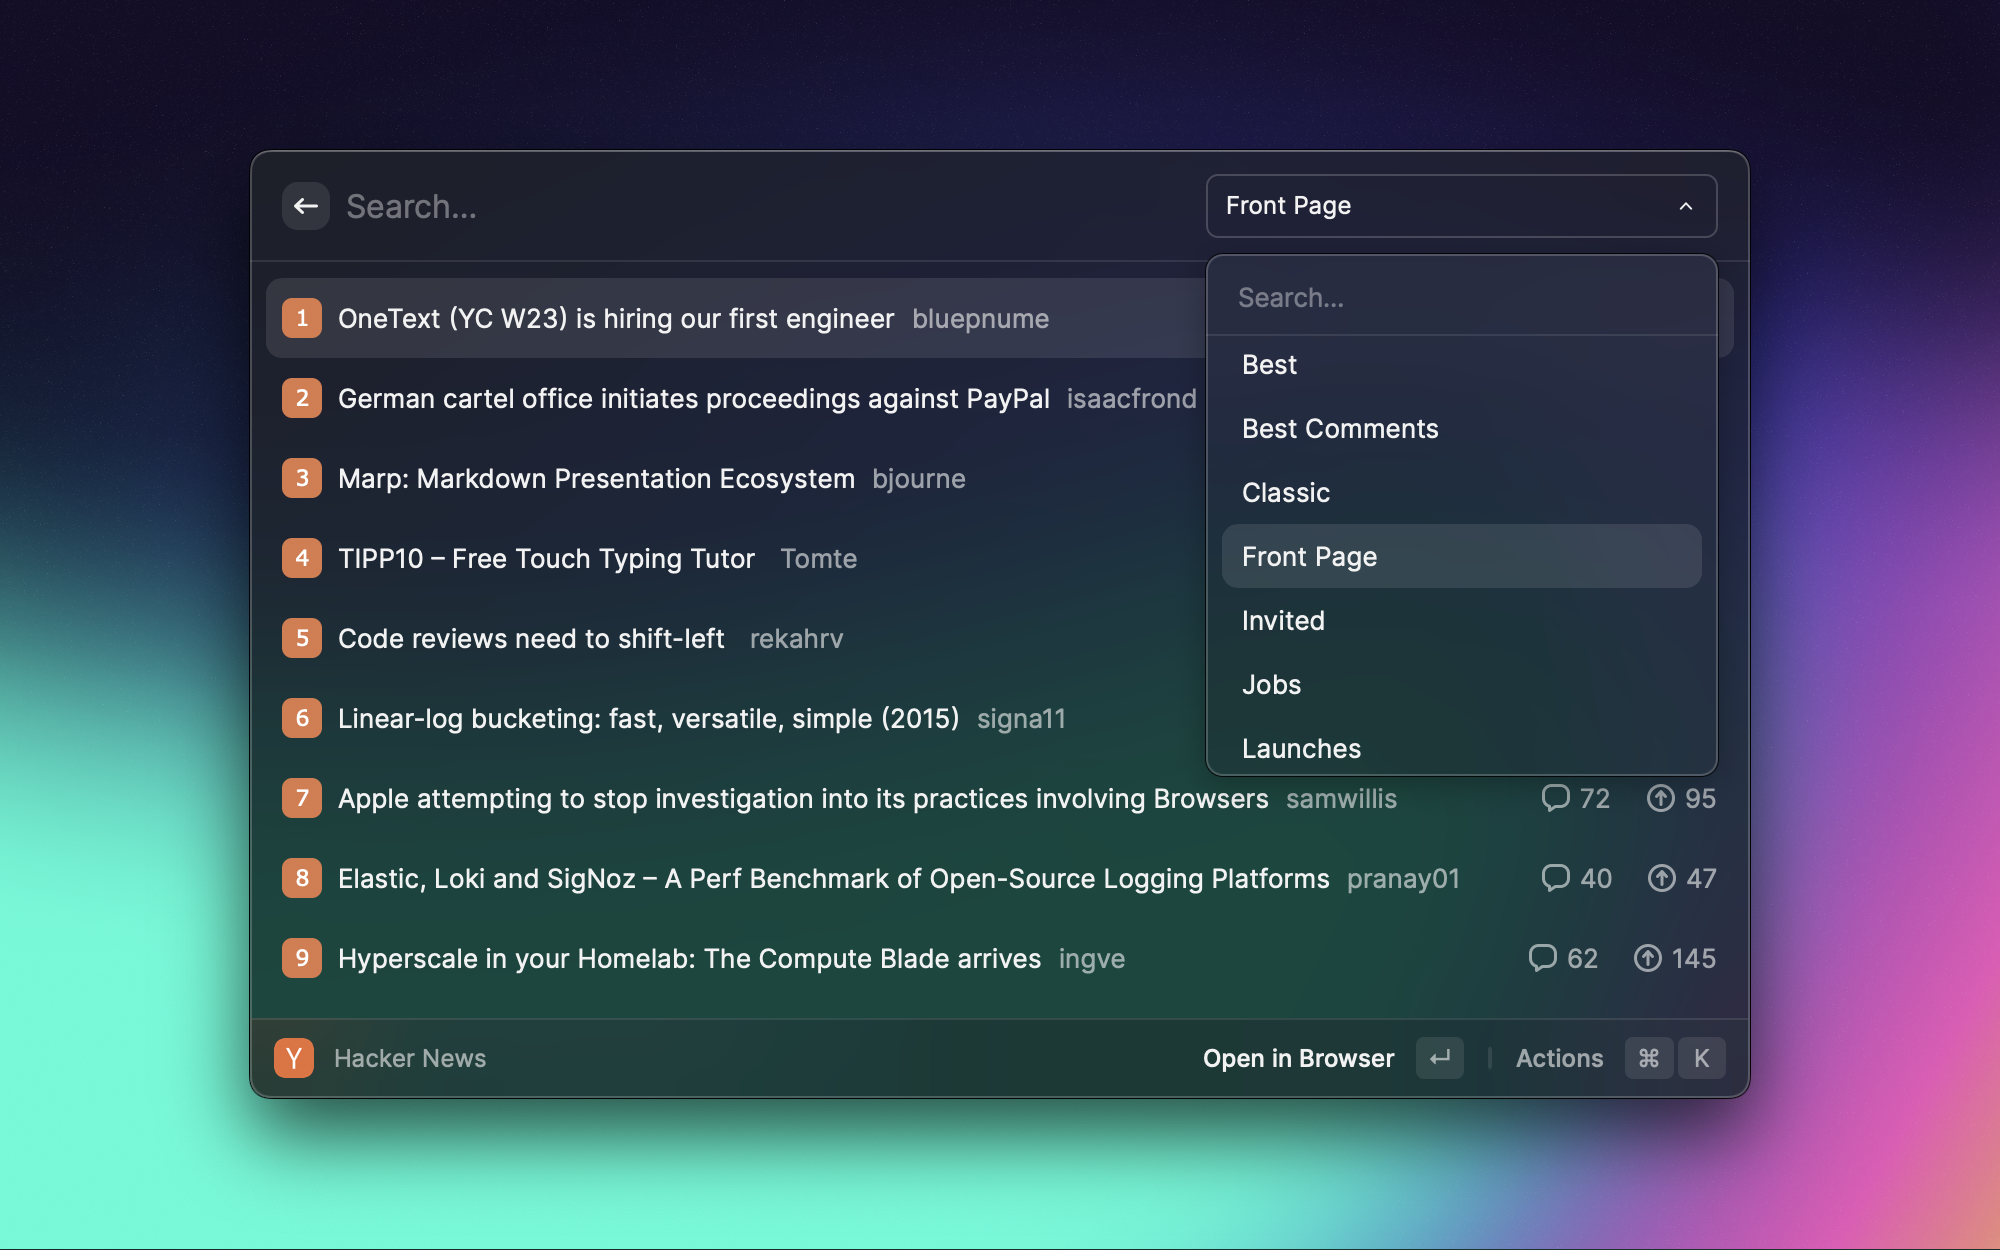 Search...
Front Page
Search...
Best
Best Comments
Classic
Front Page
Invited
Jobs
Launches
1 OneText (YC W23) is hiring our first engineer bluepnume
2 German cartel office initiates proceedings against PayPal isaacfrond
3 Marp: Markdown Presentation Ecosystem bjourne
4 TIPP10 – Free Touch Typing Tutor Tomte
5 Code reviews need to shift-left rekahrv
6 Linear-log bucketing: fast, versatile, simple (2015) signa11
7 Apple attempting to stop investigation into its practices involving Browsers samwillis 72 95
8 Elastic, Loki and SigNoz – A Perf Benchmark of Open-Source Logging Platforms pranay01 40 47
9 Hyperscale in your Homelab: The Compute Blade arrives ingve 62 145
Y Hacker News Open in Browser ↵ Actions ⌘ K